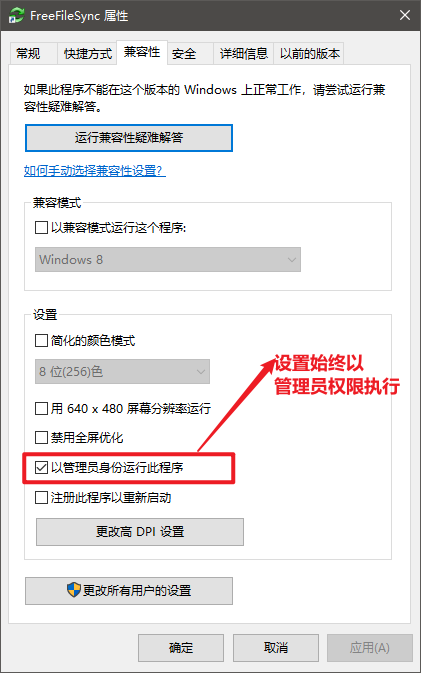 FreeFileSync 属性
常规
快捷方式
兼容性
安全
详细信息
以前的版本
如果此程序不能在这个版本的 Windows 上正常工作，请尝试运行兼
容性疑难解答。
运行兼容性疑难解答
如何手动选择兼容性设置?
兼容模式
以兼容模式运行这个程序:
Windows 8
设置
简化的颜色模式
8 位(256)色
用 640 x 480 屏幕分辨率运行
禁用全屏优化
以管理员身份运行此程序
注册此程序以重新启动
更改高 DPI 设置
设置始终以
管理员权限执行
更改所有用户的设置
确定
取消
应用(A)